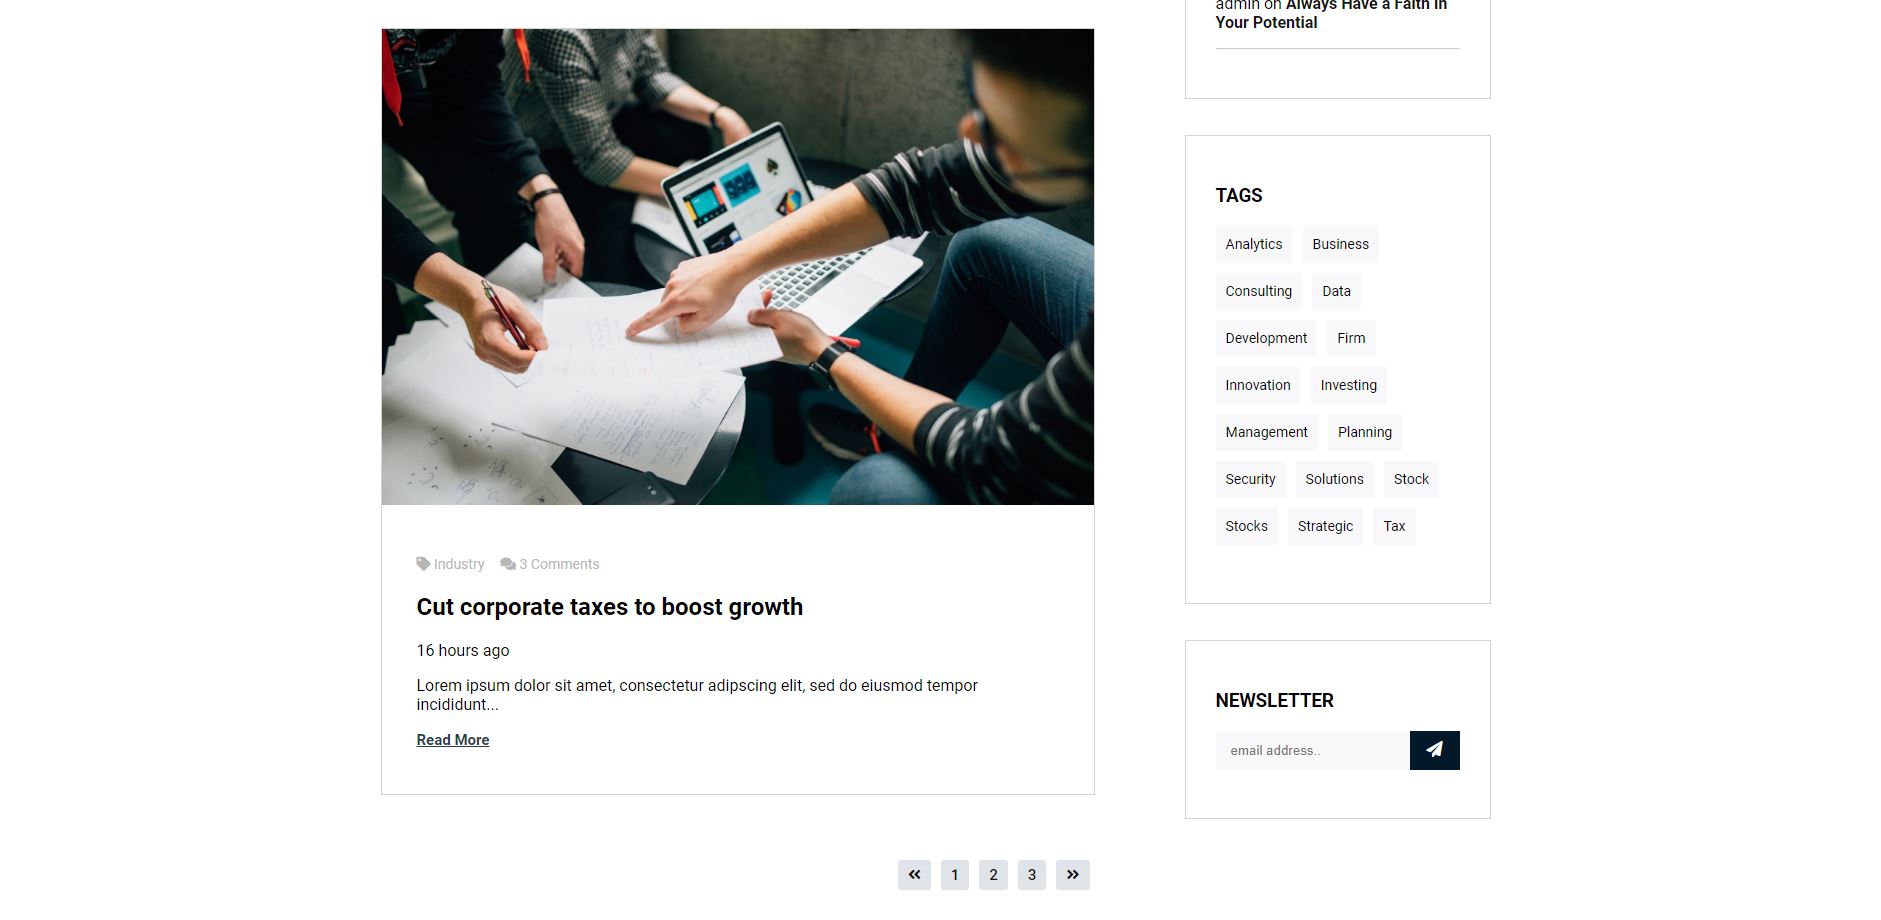 admin on Always Have a Faith in
Your Potential
TAGS
Analytics Business
Consulting Data
Development Firm
Innovation Investing
Management Planning
Security Solutions Stock
Stocks Strategic Tax
Industry 3 Comments
Cut corporate taxes to boost growth
16 hours ago
Lorem ipsum dolor sit amet, consectetur adipscing elit, sed do eiusmod tempor
incididunt...
Read More
NEWSLETTER
email address..
« 1 2 3 »